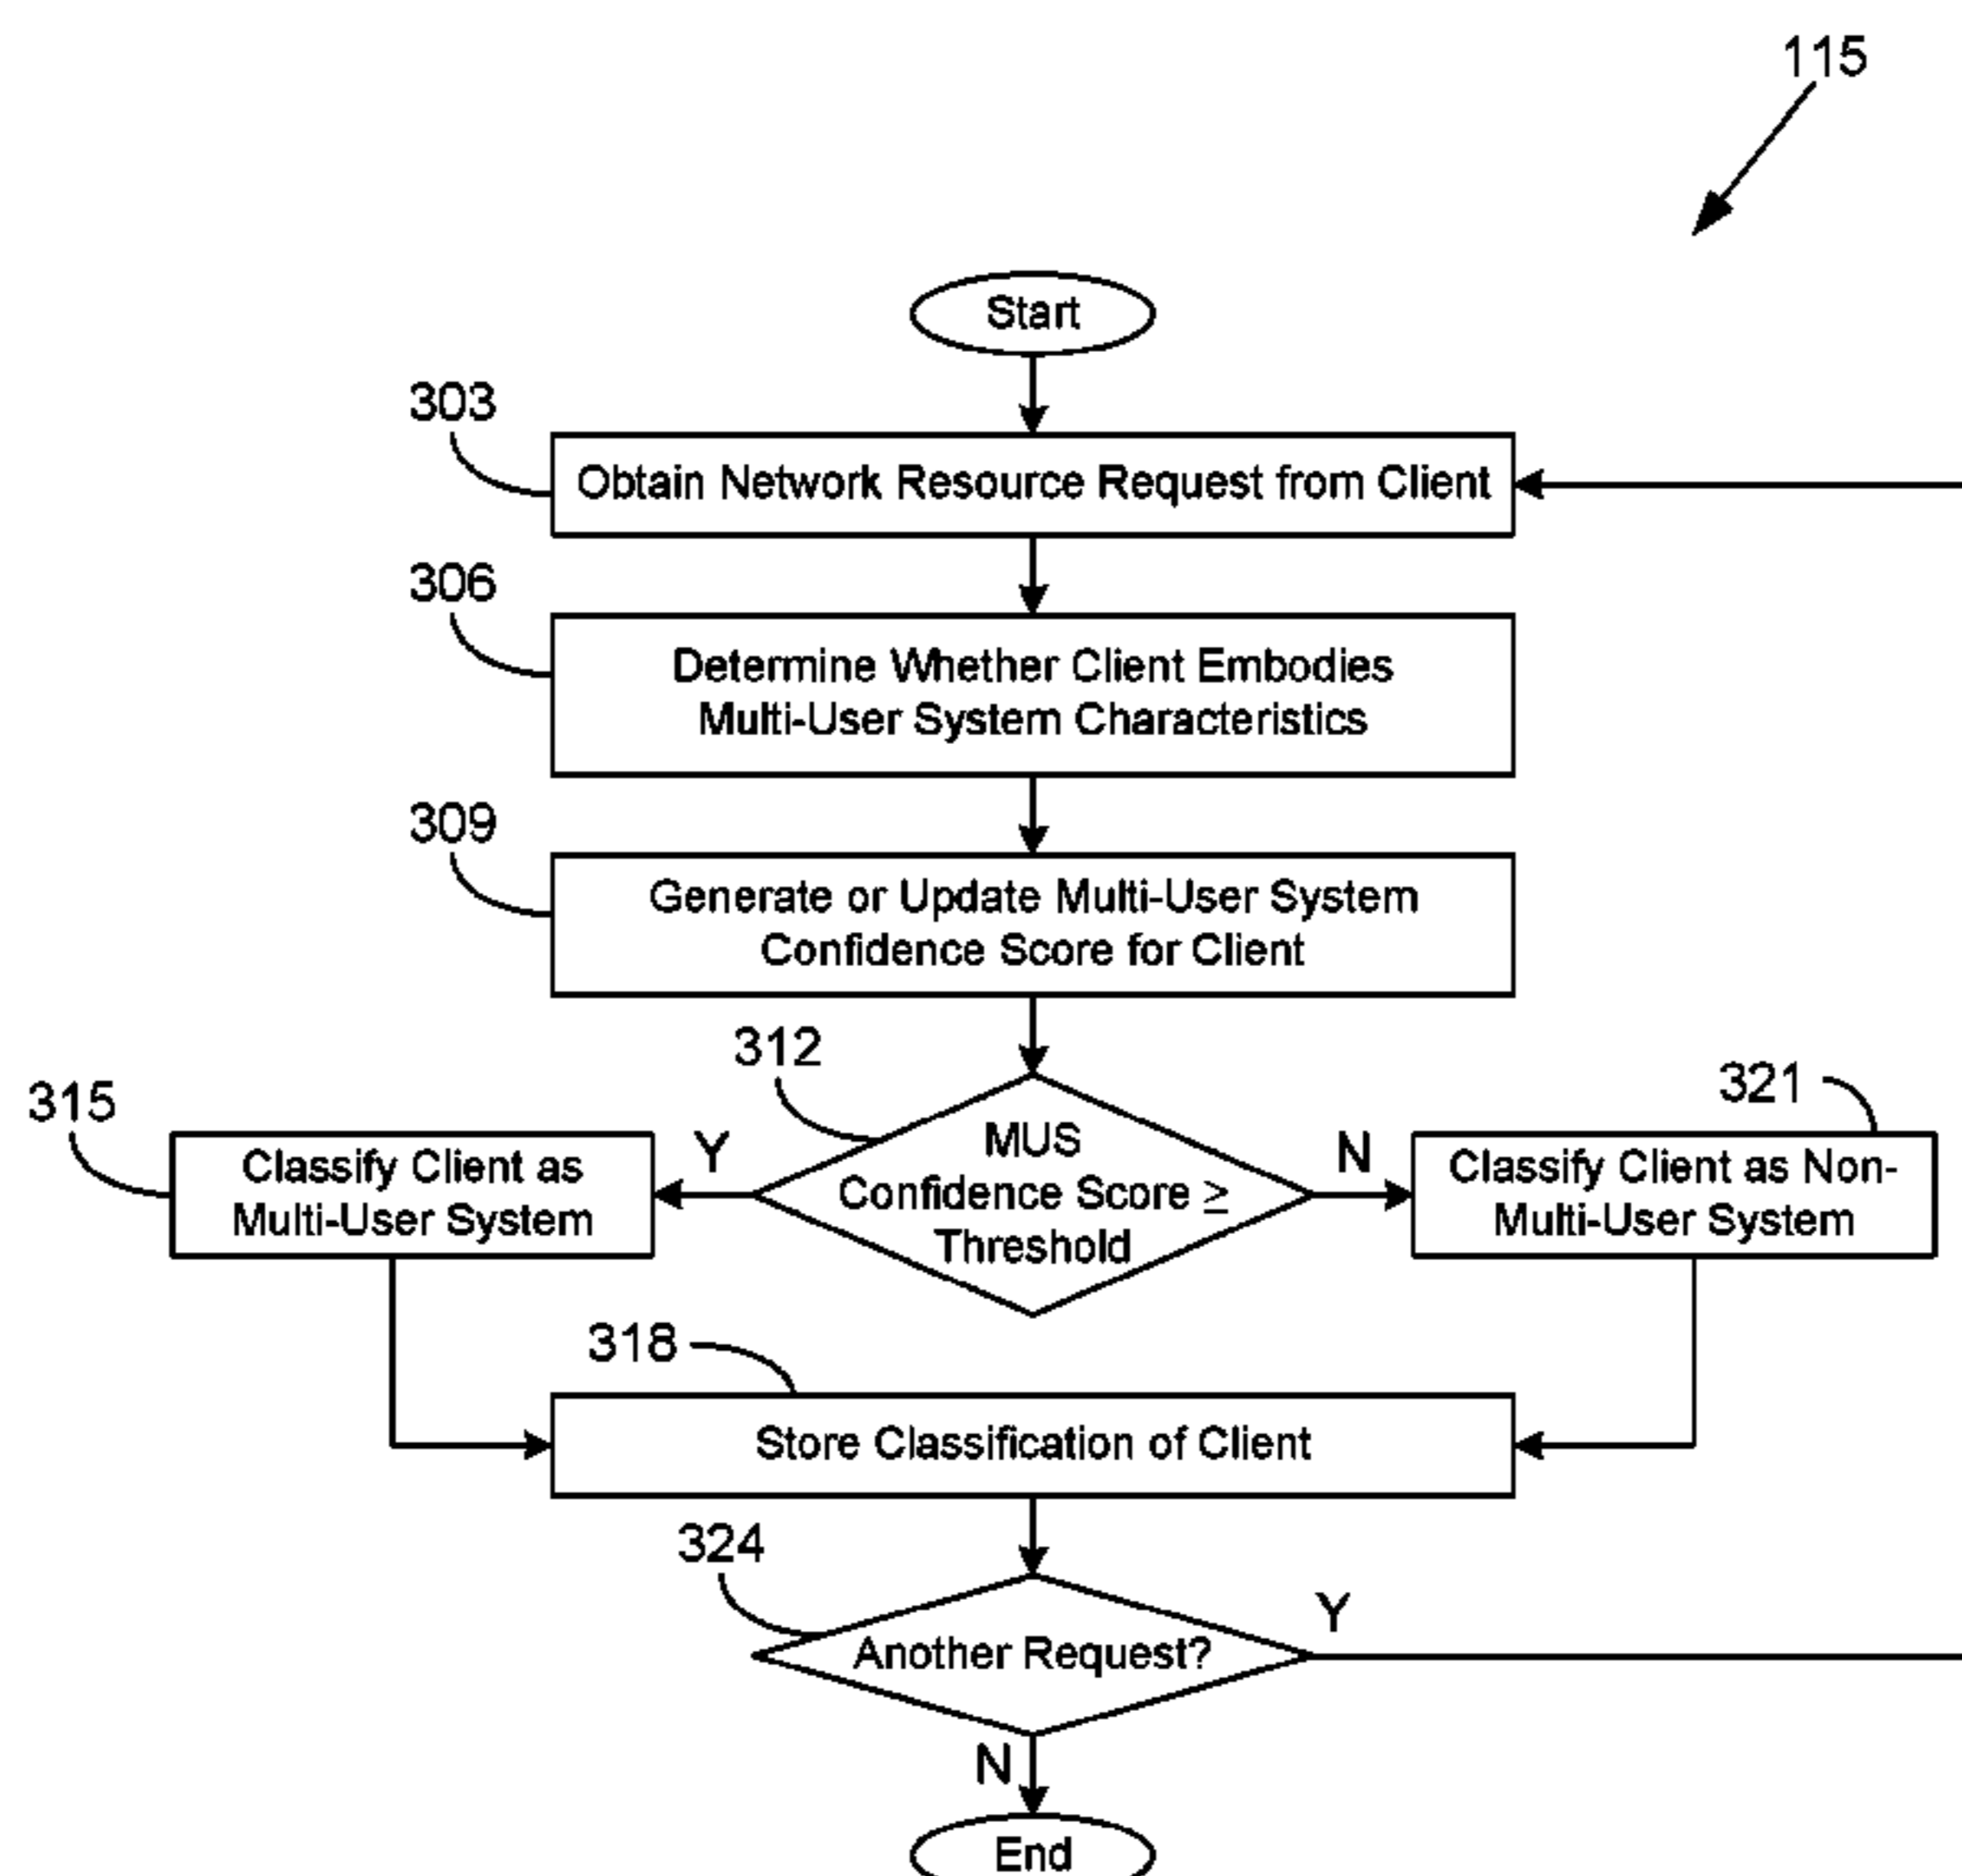 115
Start
303
Obtain Network Resource Request from Client
306
Determine Whether Client Embodies
Multi-User System Characteristics
309
Generate or Update Multi-User System
Confidence Score for Client
312
MUS
Confidence Score ≥
Threshold
Y
N
315
Classify Client as
Multi-User System
321
Classify Client as Non-
Multi-User System
318
Store Classification of Client
324
Another Request?
Y
N
End